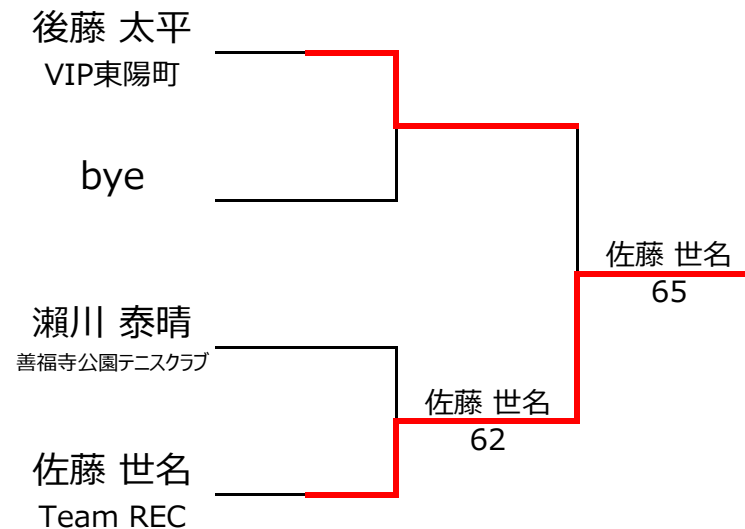 後藤 太平
VIP東陽町
bye
佐藤 世名
65
瀬川 泰晴
善福寺公園テニスクラブ
佐藤 世名
62
佐藤 世名
Team REC